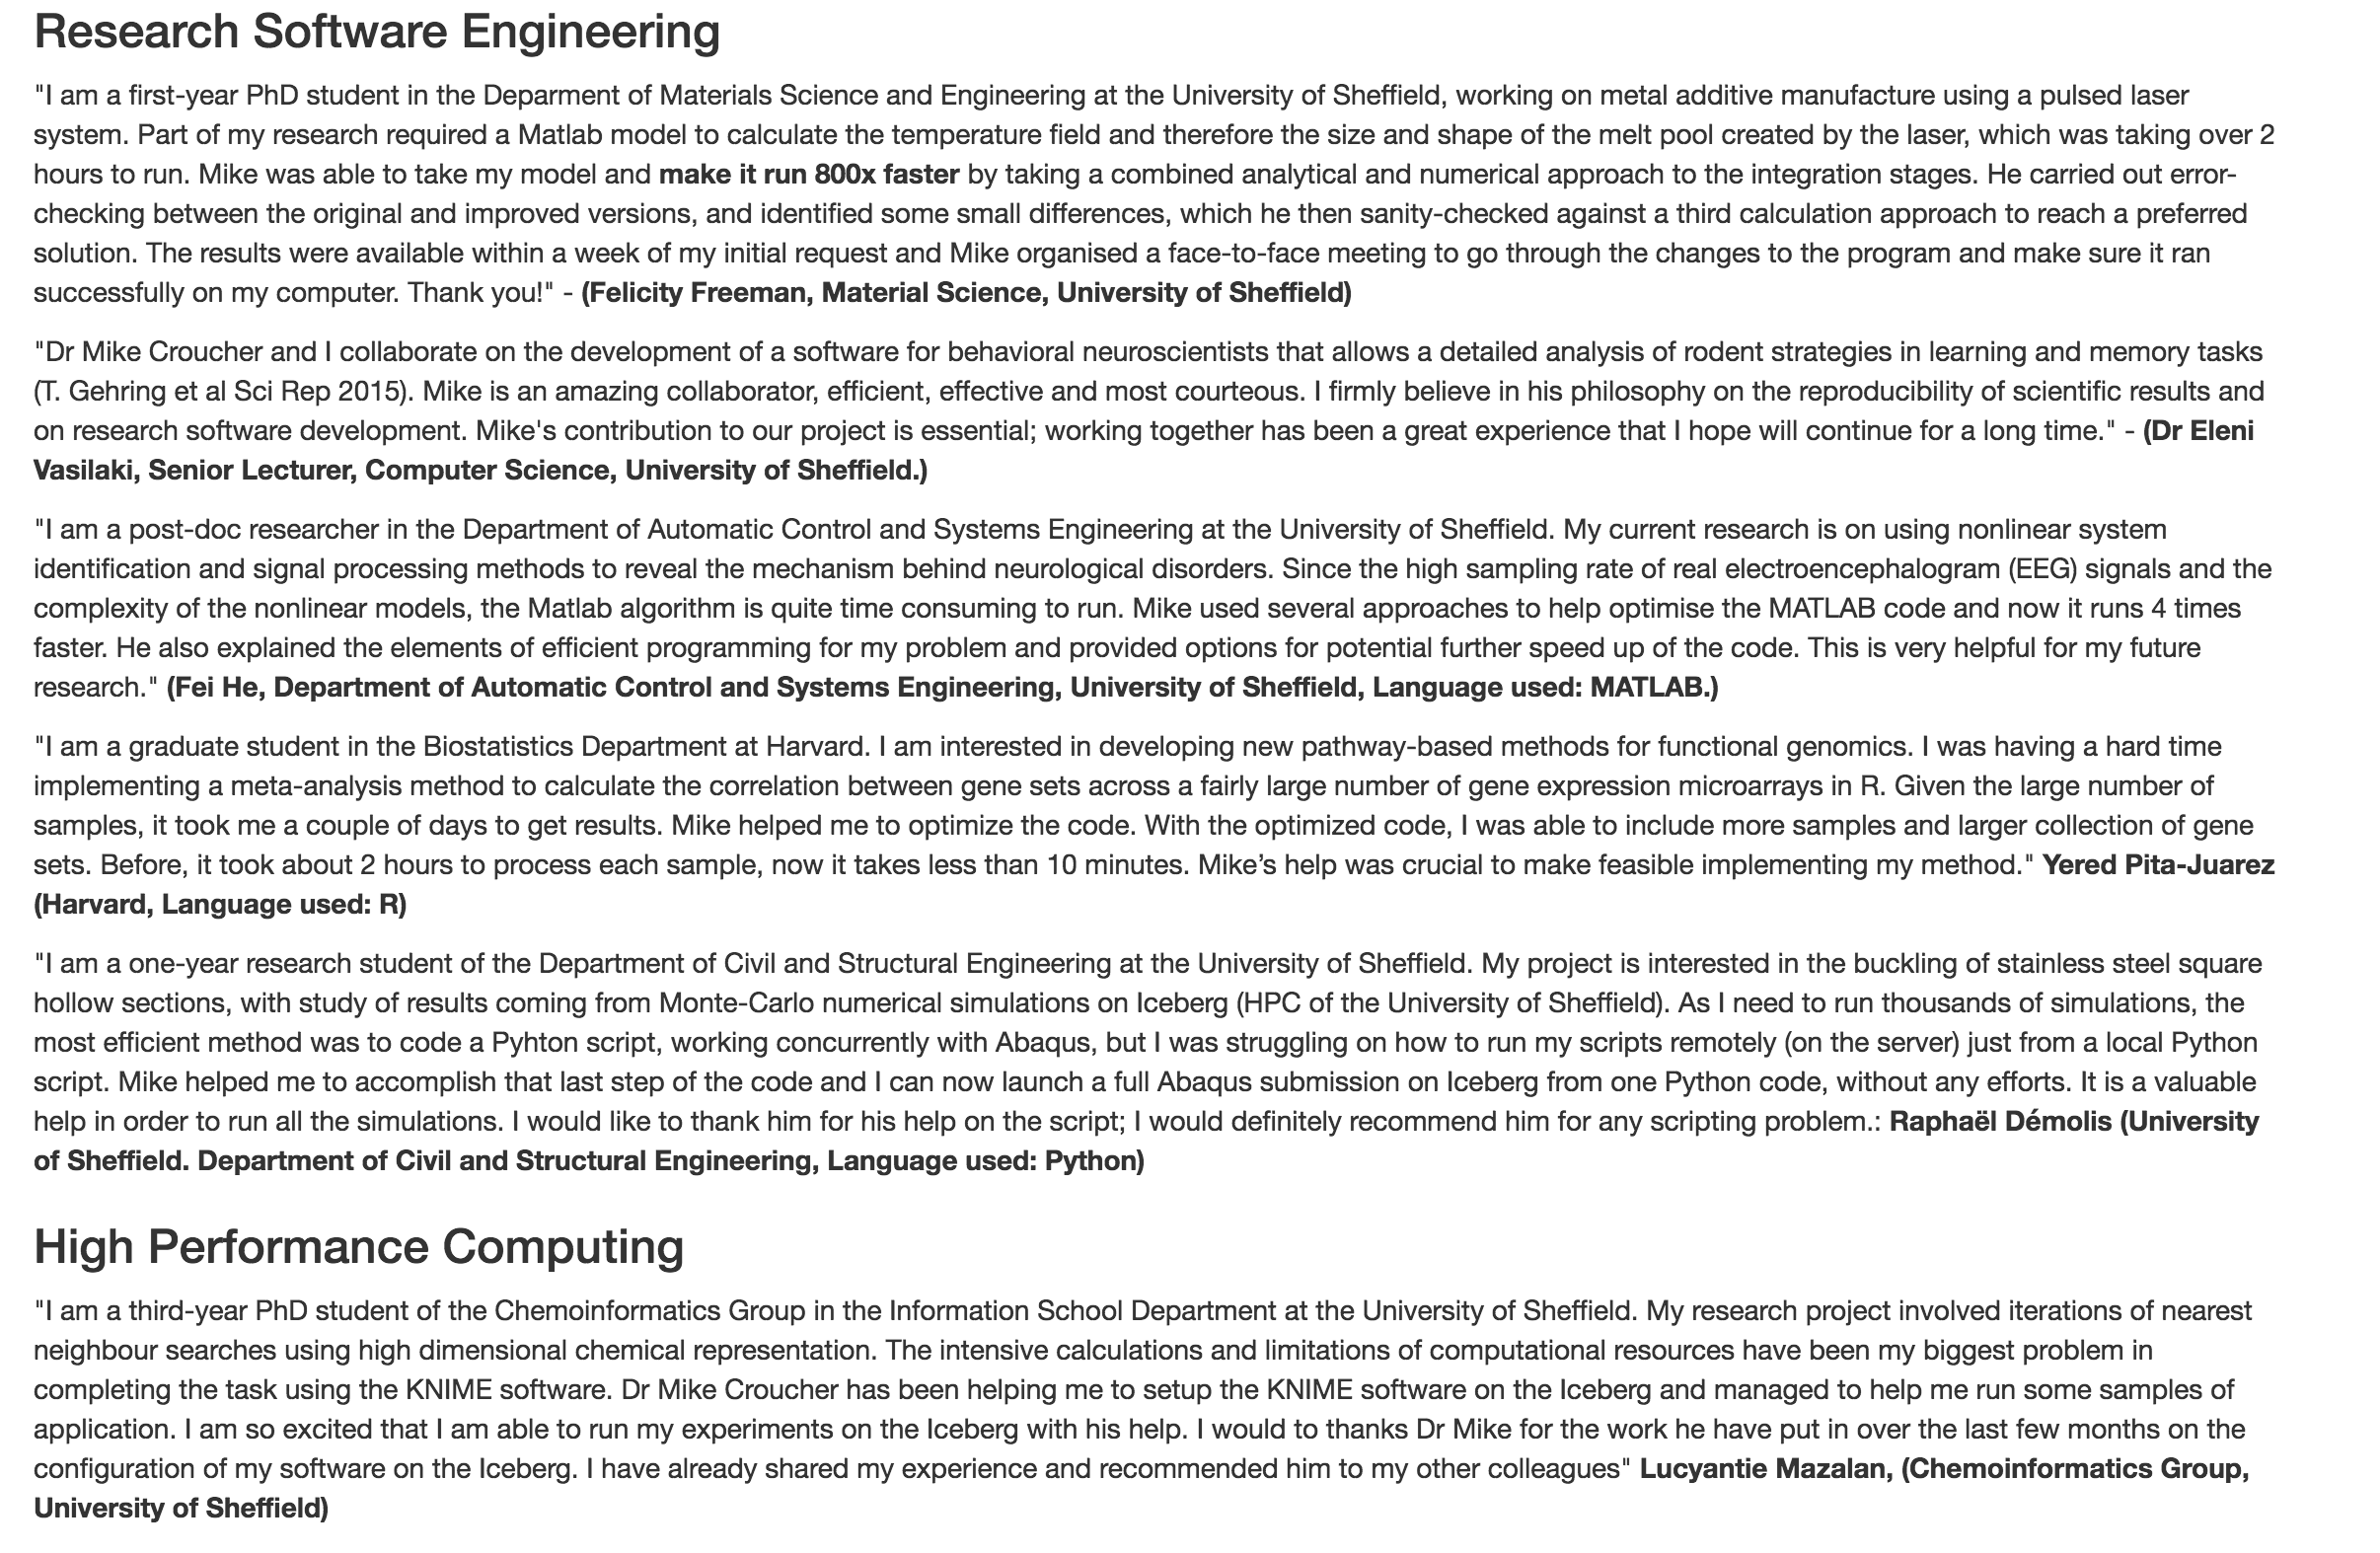 Research Software Engineering
"I am a first-year PhD student in the Deparment of Materials Science and Engineering at the University of Sheffield, working on metal additive manufacture using a pulsed laser
system. Part of my research required a Matlab model to calculate the temperature field and therefore the size and shape of the melt pool created by the laser, which was taking over 2
hours to run. Mike was able to take my model and make it run 800x faster by taking a combined analytical and numerical approach to the integration stages. He carried out error-
checking between the original and improved versions, and identified some small differences, which he then sanity-checked against a third calculation approach to reach a preferred
solution. The results were available within a week of my initial request and Mike organised a face-to-face meeting to go through the changes to the program and make sure it ran
successfully on my computer. Thank you!" - (Felicity Freeman, Material Science, University of Sheffield)
"Dr Mike Croucher and I collaborate on the development of a software for behavioral neuroscientists that allows a detailed analysis of rodent strategies in learning and memory tasks
(T. Gehring et al Sci Rep 2015). Mike is an amazing collaborator, efficient, effective and most courteous. I firmly believe in his philosophy on the reproducibility of scientific results and
on research software development. Mike's contribution to our project is essential; working together has been a great experience that I hope will continue for a long time." - (Dr Eleni
Vasilaki, Senior Lecturer, Computer Science, University of Sheffield.)
"I am a post-doc researcher in the Department of Automatic Control and Systems Engineering at the University of Sheffield. My current research is on using nonlinear system
identification and signal processing methods to reveal the mechanism behind neurological disorders. Since the high sampling rate of real electroencephalogram (EEG) signals and the
complexity of the nonlinear models, the Matlab algorithm is quite time consuming to run. Mike used several approaches to help optimise the MATLAB code and now it runs 4 times
faster. He also explained the elements of efficient programming for my problem and provided options for potential further speed up of the code. This is very helpful for my future
research." (Fei He, Department of Automatic Control and Systems Engineering, University of Sheffield, Language used: MATLAB.)
"I am a graduate student in the Biostatistics Department at Harvard. I am interested in developing new pathway-based methods for functional genomics. I was having a hard time
implementing a meta-analysis method to calculate the correlation between gene sets across a fairly large number of gene expression microarrays in R. Given the large number of
samples, it took me a couple of days to get results. Mike helped me to optimize the code. With the optimized code, I was able to include more samples and larger collection of gene
sets. Before, it took about 2 hours to process each sample, now it takes less than 10 minutes. Mike’s help was crucial to make feasible implementing my method." Yered Pita-Juarez
(Harvard, Language used: R)
"I am a one-year research student of the Department of Civil and Structural Engineering at the University of Sheffield. My project is interested in the buckling of stainless steel square
hollow sections, with study of results coming from Monte-Carlo numerical simulations on Iceberg (HPC of the University of Sheffield). As I need to run thousands of simulations, the
most efficient method was to code a Pyhton script, working concurrently with Abaqus, but I was struggling on how to run my scripts remotely (on the server) just from a local Python
script. Mike helped me to accomplish that last step of the code and I can now launch a full Abaqus submission on Iceberg from one Python code, without any efforts. It is a valuable
help in order to run all the simulations. I would like to thank him for his help on the script; I would definitely recommend him for any scripting problem.: Raphaël Démolis (University
of Sheffield. Department of Civil and Structural Engineering, Language used: Python)
High Performance Computing
"I am a third-year PhD student of the Chemoinformatics Group in the Information School Department at the University of Sheffield. My research project involved iterations of nearest
neighbour searches using high dimensional chemical representation. The intensive calculations and limitations of computational resources have been my biggest problem in
completing the task using the KNIME software. Dr Mike Croucher has been helping me to setup the KNIME software on the Iceberg and managed to help me run some samples of
application. I am so excited that I am able to run my experiments on the Iceberg with his help. I would to thanks Dr Mike for the work he have put in over the last few months on the
configuration of my software on the Iceberg. I have already shared my experience and recommended him to my other colleagues" Lucyantie Mazalan, (Chemoinformatics Group,
University of Sheffield)